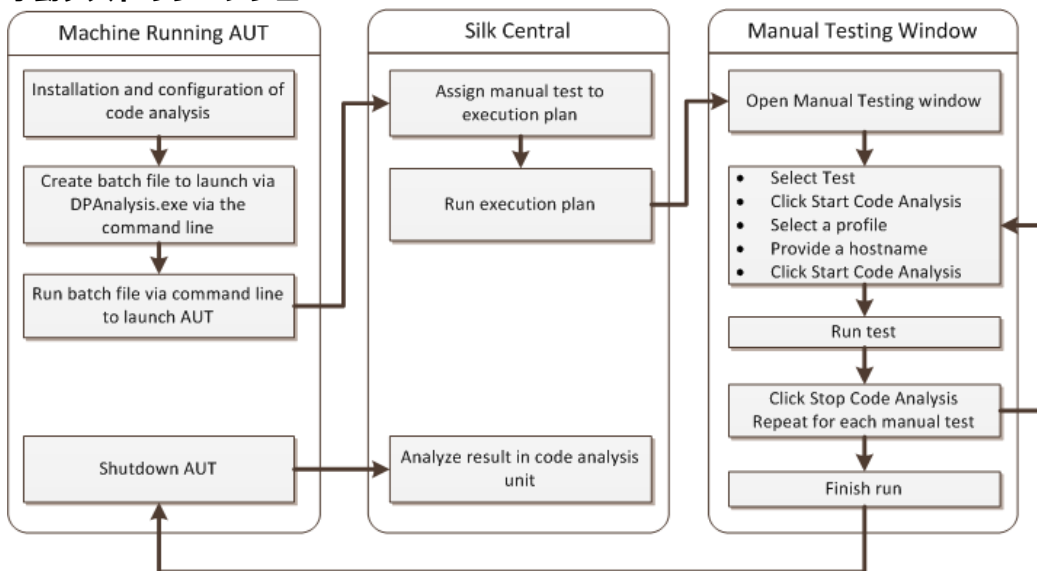 Machine Running AUT
Installation and configuration of
code analysis
Create batch file to launch via
DPAnalysis.exe via the
command line
Run batch file via command line
to launch AUT
Shutdown AUT
Silk Central
Assign manual test to
execution plan
Run execution plan
Analyze result in code analysis
unit
Manual Testing Window
Open Manual Testing window
• Select Test
• Click Start Code Analysis
• Select a profile
• Provide a hostname
• Click Start Code Analysis
Run test
Click Stop Code Analysis
Repeat for each manual test
Finish run